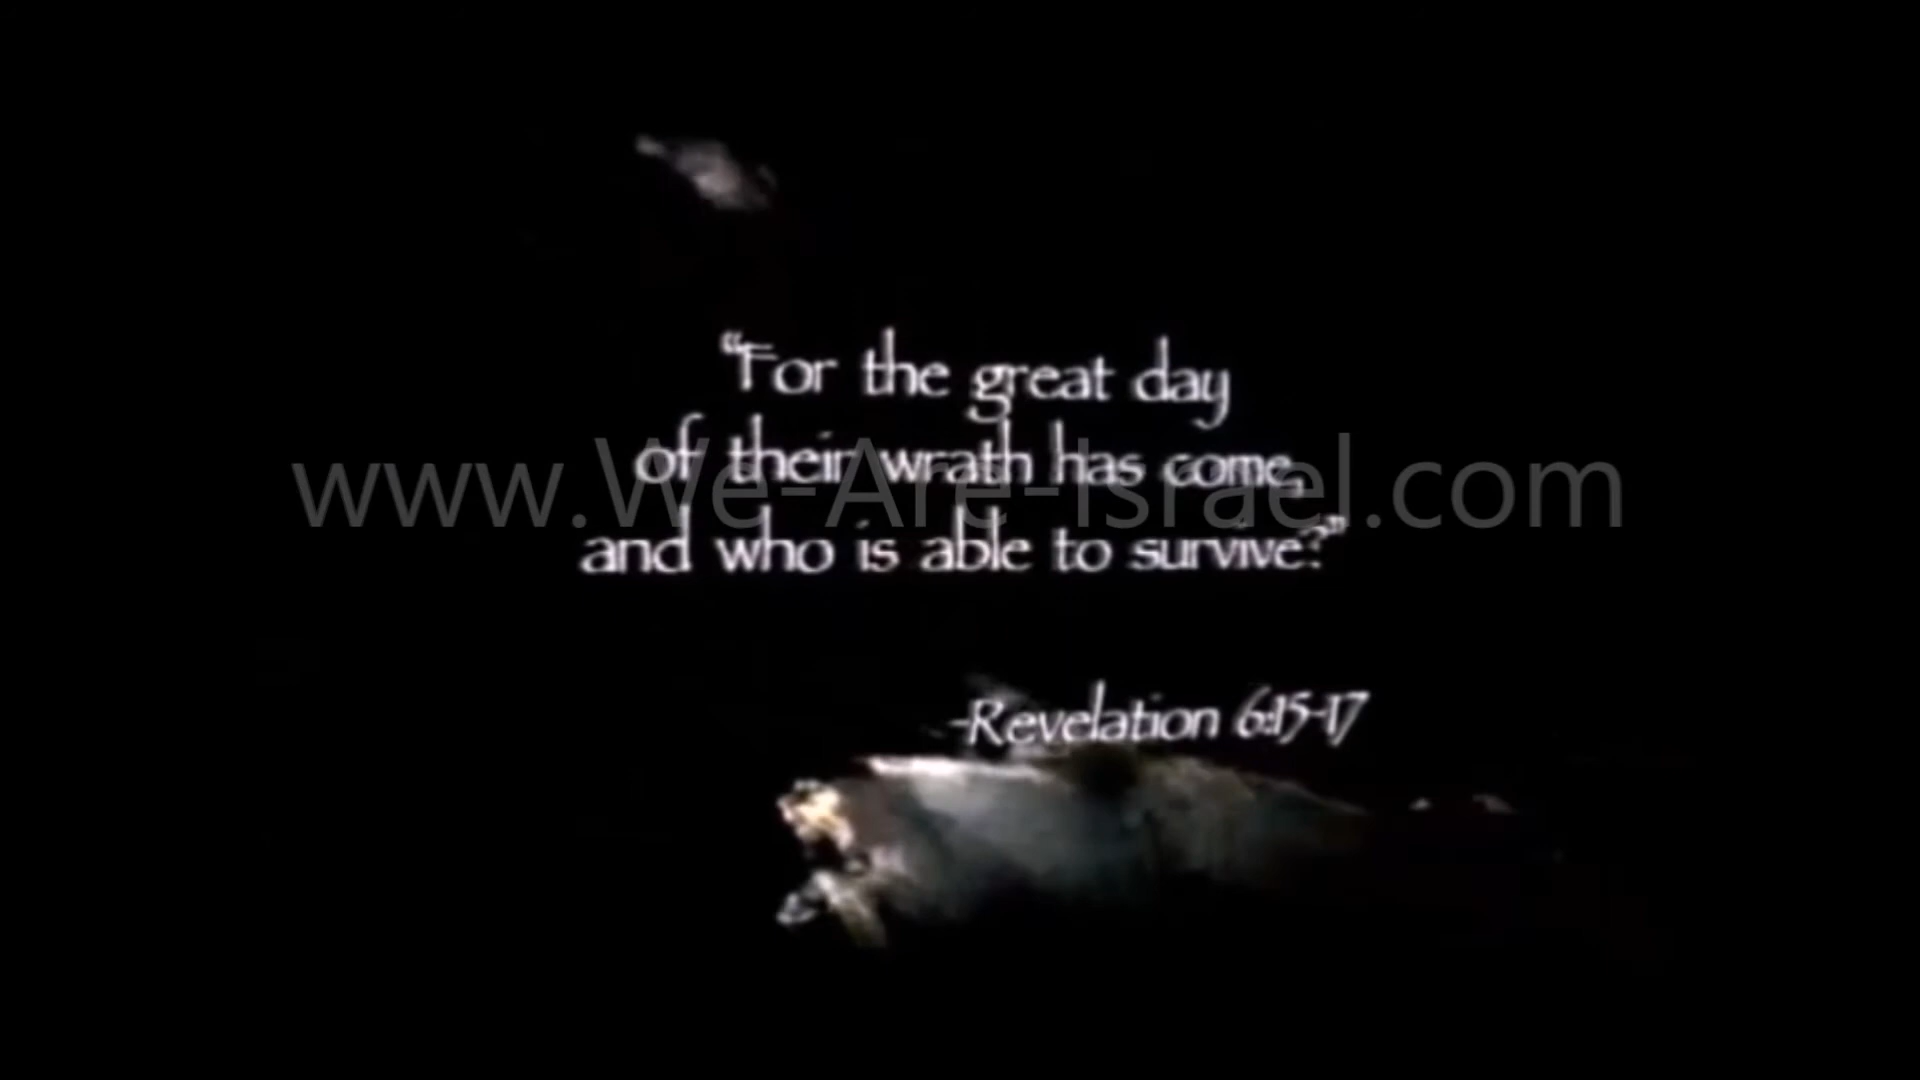 “For the great day
of their wrath has come,
www.We-Are-Israel.com
and who is able to survive?”
-Revelation 6:15-17